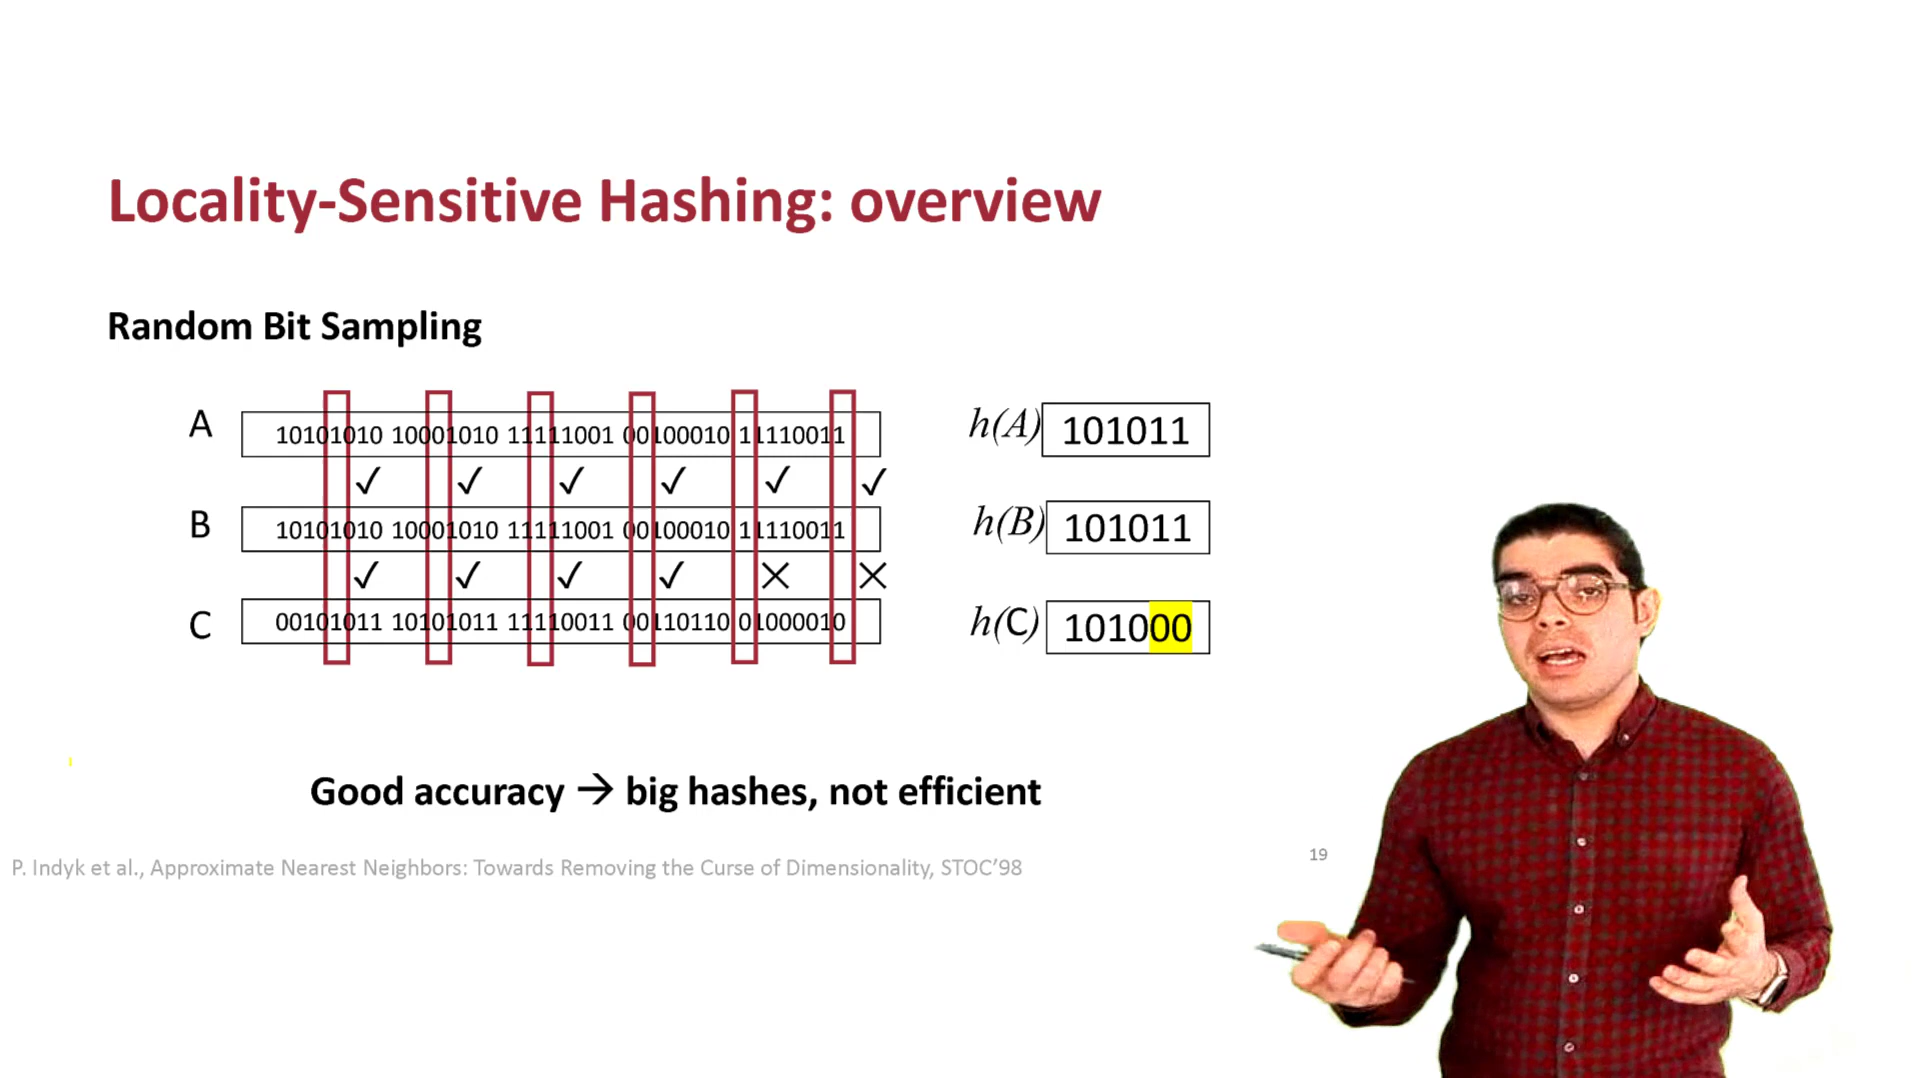 Locality-Sensitive Hashing: overview
Random Bit Sampling
A 10101010 10001010 11111001 00100010 11110011 h(A) 101011
✓ ✓ ✓ ✓ ✓ ✓
B 10101010 10001010 11111001 00100010 11110011 h(B) 101011
✓ ✓ ✓ ✓ ✕ ✕
C 00101011 10101011 11110011 00110110 01000010 h(C) 101000
Good accuracy → big hashes, not efficient
P. Indyk et al., Approximate Nearest Neighbors: Towards Removing the Curse of Dimensionality, STOC’98
19